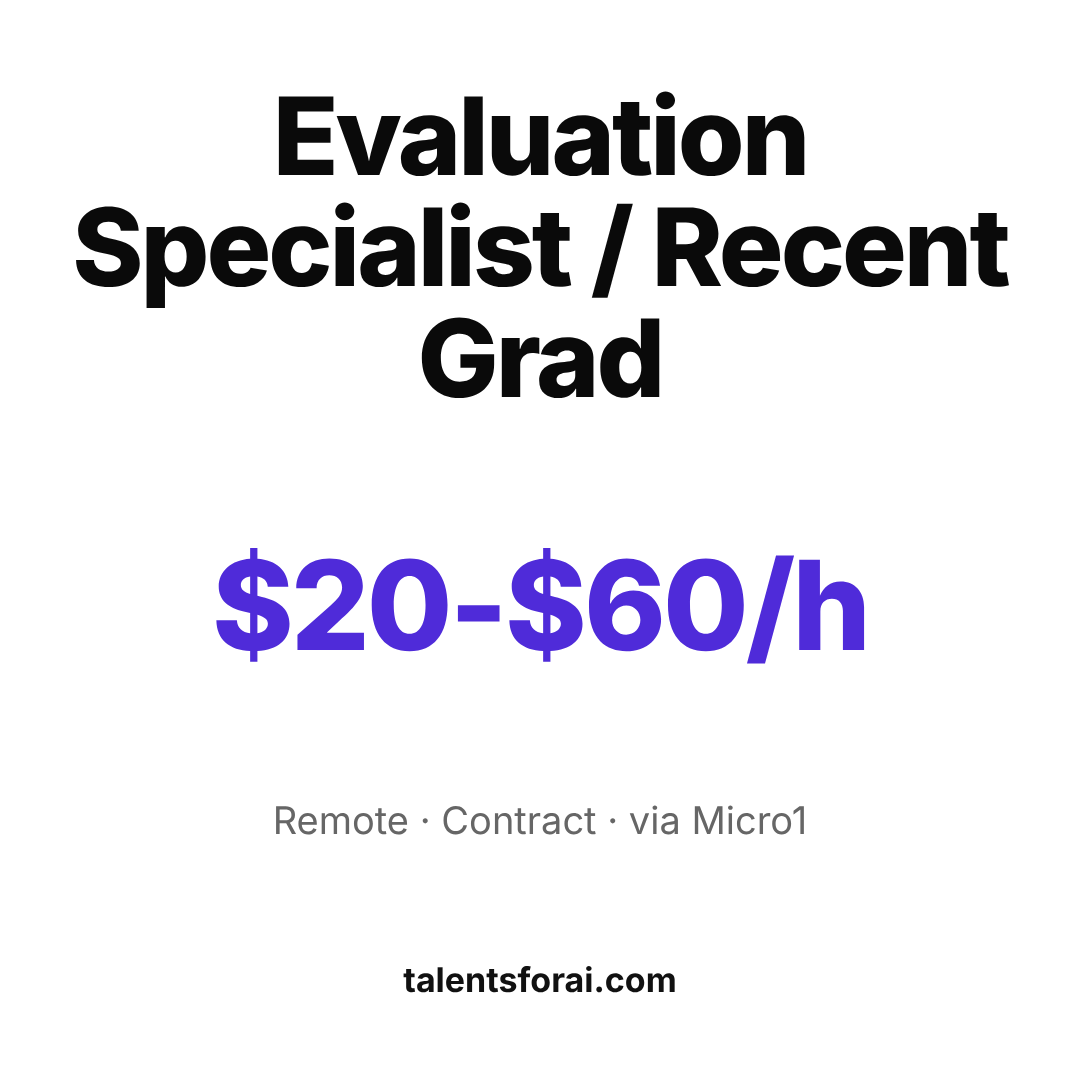 Evaluation
Specialist / Recent
Grad
$20-$60/h
Remote · Contract · via Micro1
talentsforai.com